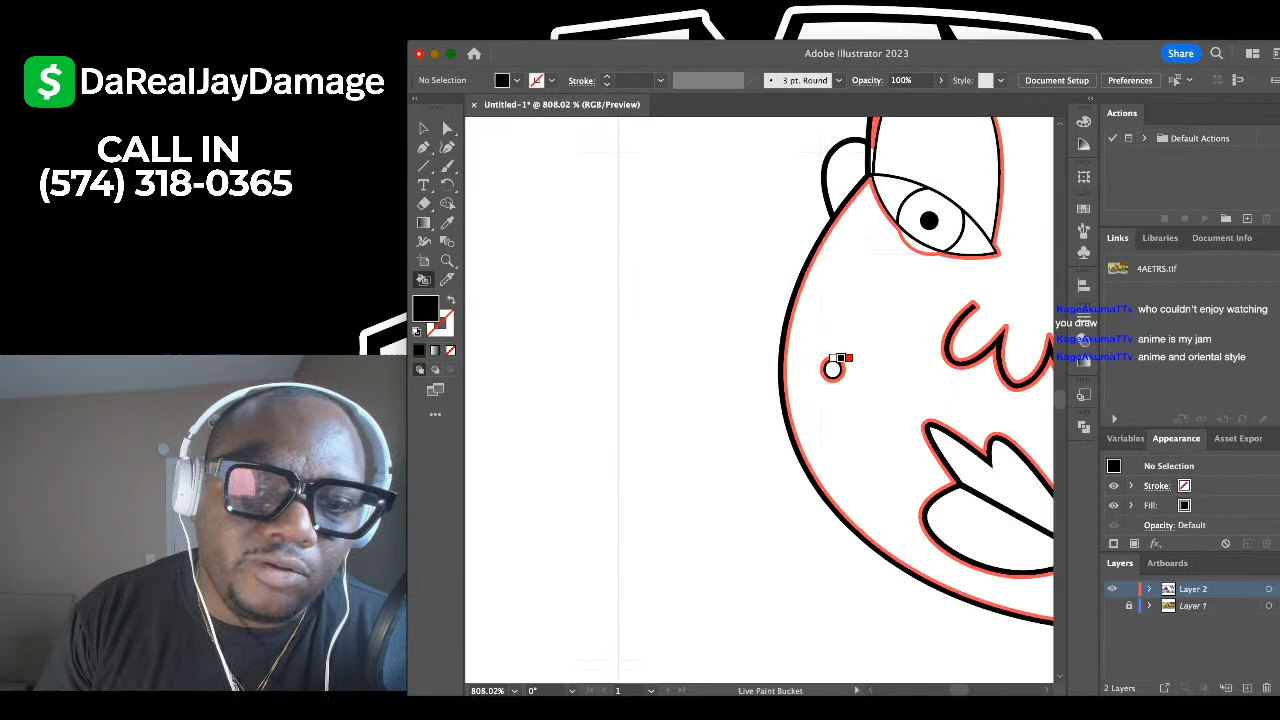 $ DaRealJayDamage
CALL IN
(574) 318-0365
Adobe Illustrator 2023
Share
No Selection
Stroke:
3 pt. Round
Opacity: 100%
Style:
Document Setup
Preferences
× Untitled-1* @ 808.02 % (RGB/Preview)
Actions
Default Actions
Links
Libraries
Document Info
4AETRS.tif
KageAkumaTTv who couldn't enjoy watching
you draw
KageAkumaTTv anime is my jam
KageAkumaTTv anime and oriental style
Variables
Appearance
Asset Expor
No Selection
Stroke:
Fill:
Opacity: Default
Layers
Artboards
Layer 2
Layer 1
2 Layers
808.02%
0°
1
Live Paint Bucket